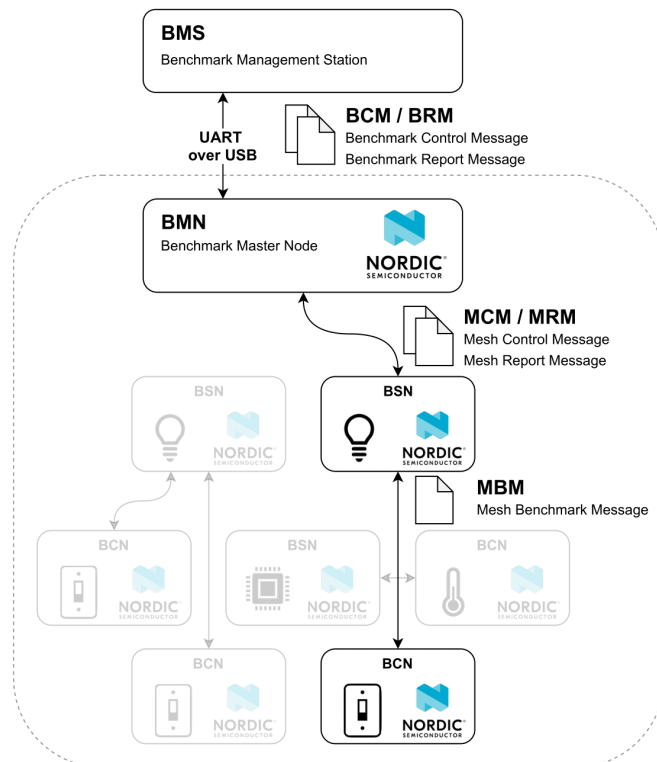 BMS
Benchmark Management Station
UART
over USB
BCM / BRM
Benchmark Control Message
Benchmark Report Message
BMN
Benchmark Master Node
NORDIC®
SEMICONDUCTOR
MCM / MRM
Mesh Control Message
Mesh Report Message
BSN
NORDIC®
SEMICONDUCTOR
BSN
NORDIC®
SEMICONDUCTOR
MBM
Mesh Benchmark Message
BCN
NORDIC®
SEMICONDUCTOR
BSN
NORDIC®
SEMICONDUCTOR
BCN
NORDIC®
SEMICONDUCTOR
BCN
NORDIC®
SEMICONDUCTOR
BCN
NORDIC®
SEMICONDUCTOR